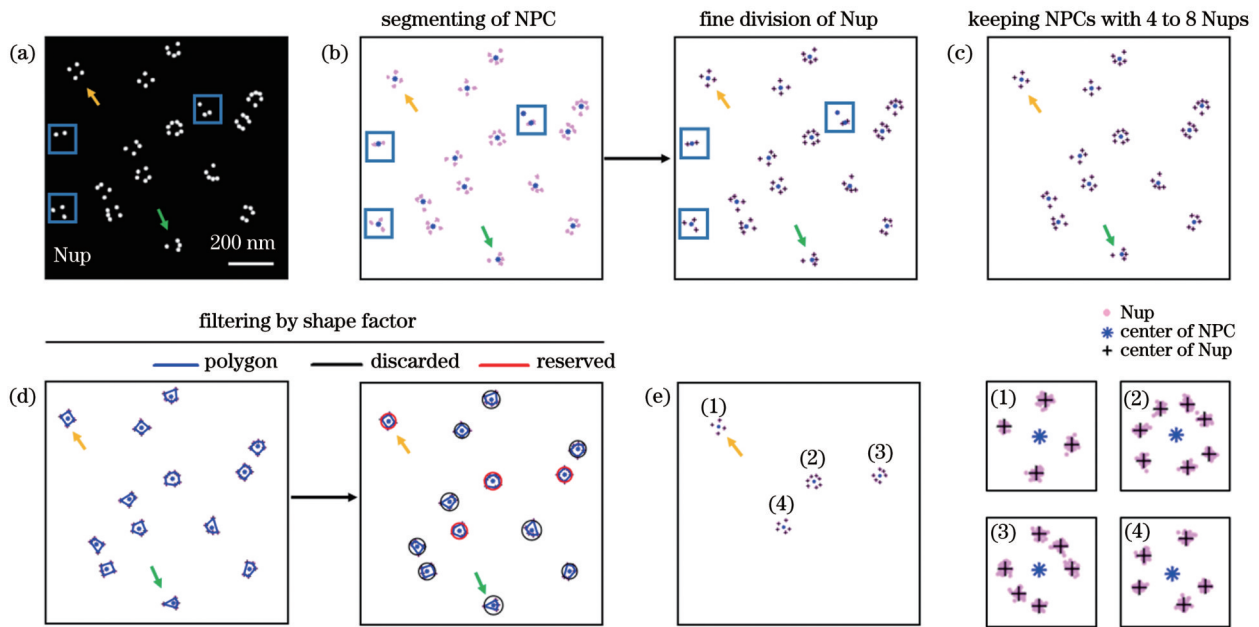 segmenting of NPC
fine division of Nup
keeping NPCs with 4 to 8 Nups
(a)
(b)
(c)
Nup
200 nm
filtering by shape factor
polygon
discarded
reserved
Nup
center of NPC
center of Nup
(d)
(e)
(1)
(2)
(3)
(4)
(1)
(2)
(3)
(4)